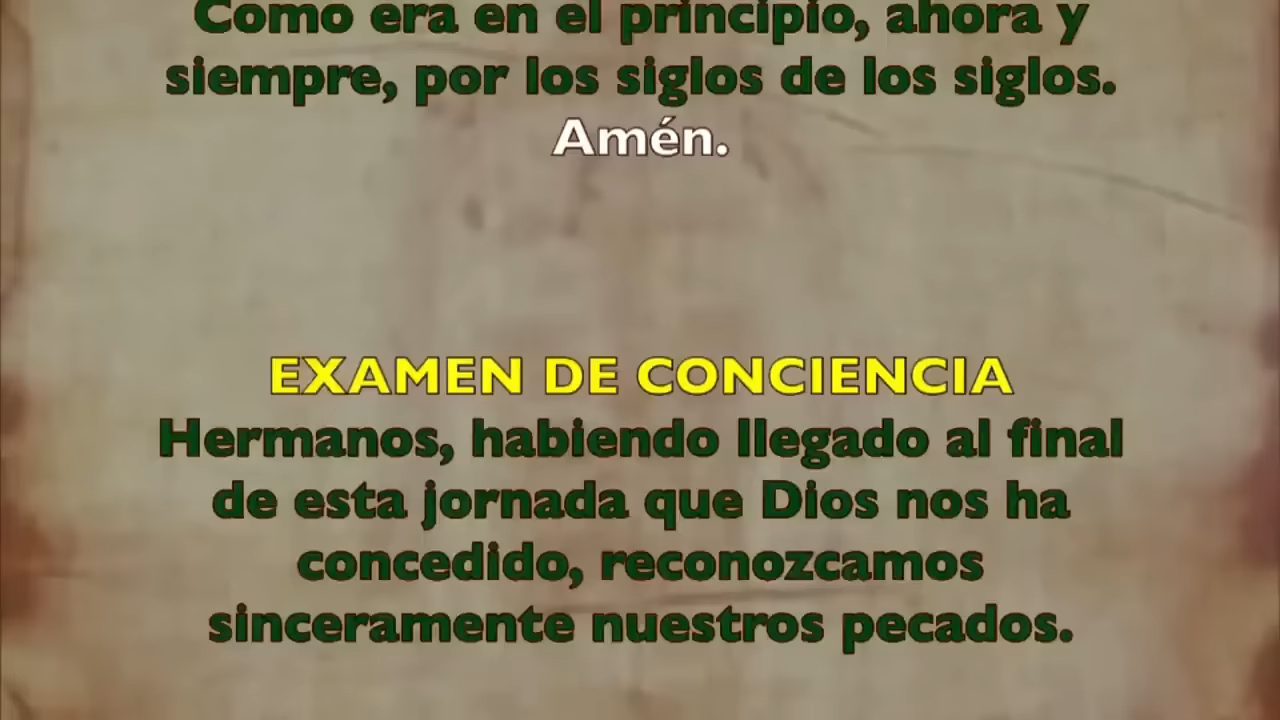 Como era en el principio, ahora y
siempre, por los siglos de los siglos.
Amén.
EXAMEN DE CONCIENCIA
Hermanos, habiendo llegado al final
de esta jornada que Dios nos ha
concedido, reconozcamos
sinceramente nuestros pecados.